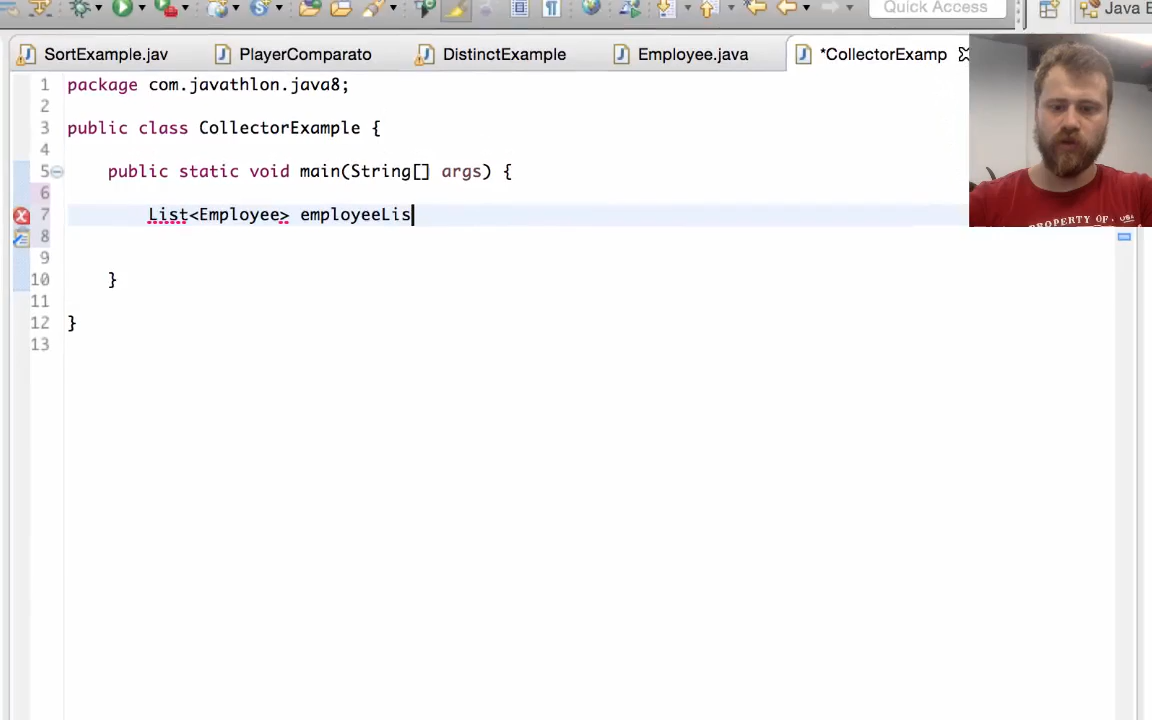 Quick Access
Java E
SortExample.jav
PlayerComparato
DistinctExample
Employee.java
*CollectorExamp
1 package com.javathlon.java8;
2
3 public class CollectorExample {
4
5 public static void main(String[] args) {
6
7 List<Employee> employeeLis
8
9
10 }
11
12 }
13
PROPERTY OF.